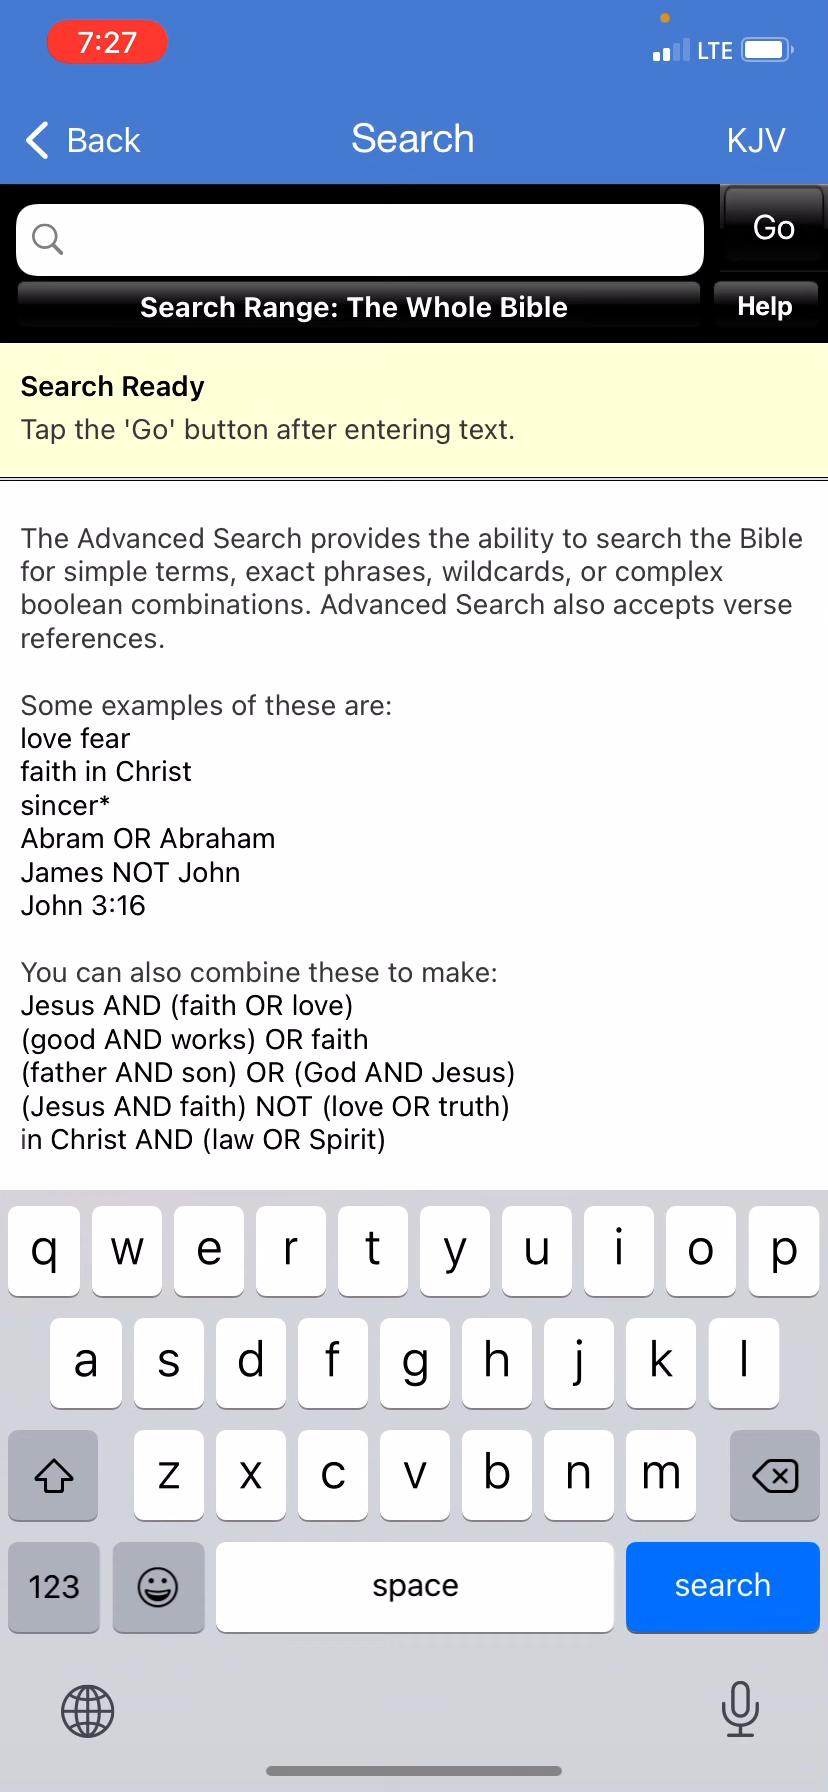 7:27
LTE
Back
Search
KJV
Go
Search Range: The Whole Bible
Help
Search Ready
Tap the 'Go' button after entering text.
The Advanced Search provides the ability to search the Bible
for simple terms, exact phrases, wildcards, or complex
boolean combinations. Advanced Search also accepts verse
references.
Some examples of these are:
love fear
faith in Christ
sincer*
Abram OR Abraham
James NOT John
John 3:16
You can also combine these to make:
Jesus AND (faith OR love)
(good AND works) OR faith
(father AND son) OR (God AND Jesus)
(Jesus AND faith) NOT (love OR truth)
in Christ AND (law OR Spirit)
q w e r t y u i o p
a s d f g h j k l
z x c v b n m
123 space search